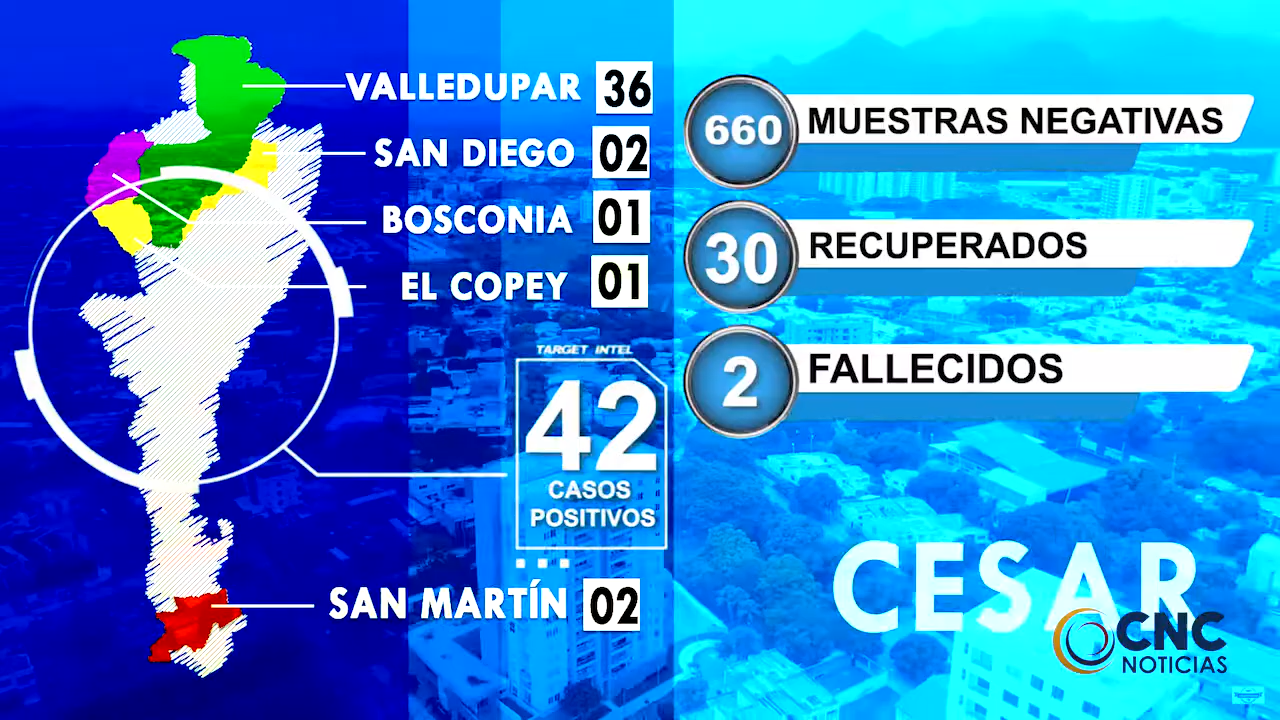 VALLEDUPAR 36
SAN DIEGO 02
BOSCONIA 01
EL COPEY 01
TARGET INTEL
42
CASOS
POSITIVOS
SAN MARTÍN 02
660 MUESTRAS NEGATIVAS
30 RECUPERADOS
2 FALLECIDOS
CESAR
CNC
NOTICIAS